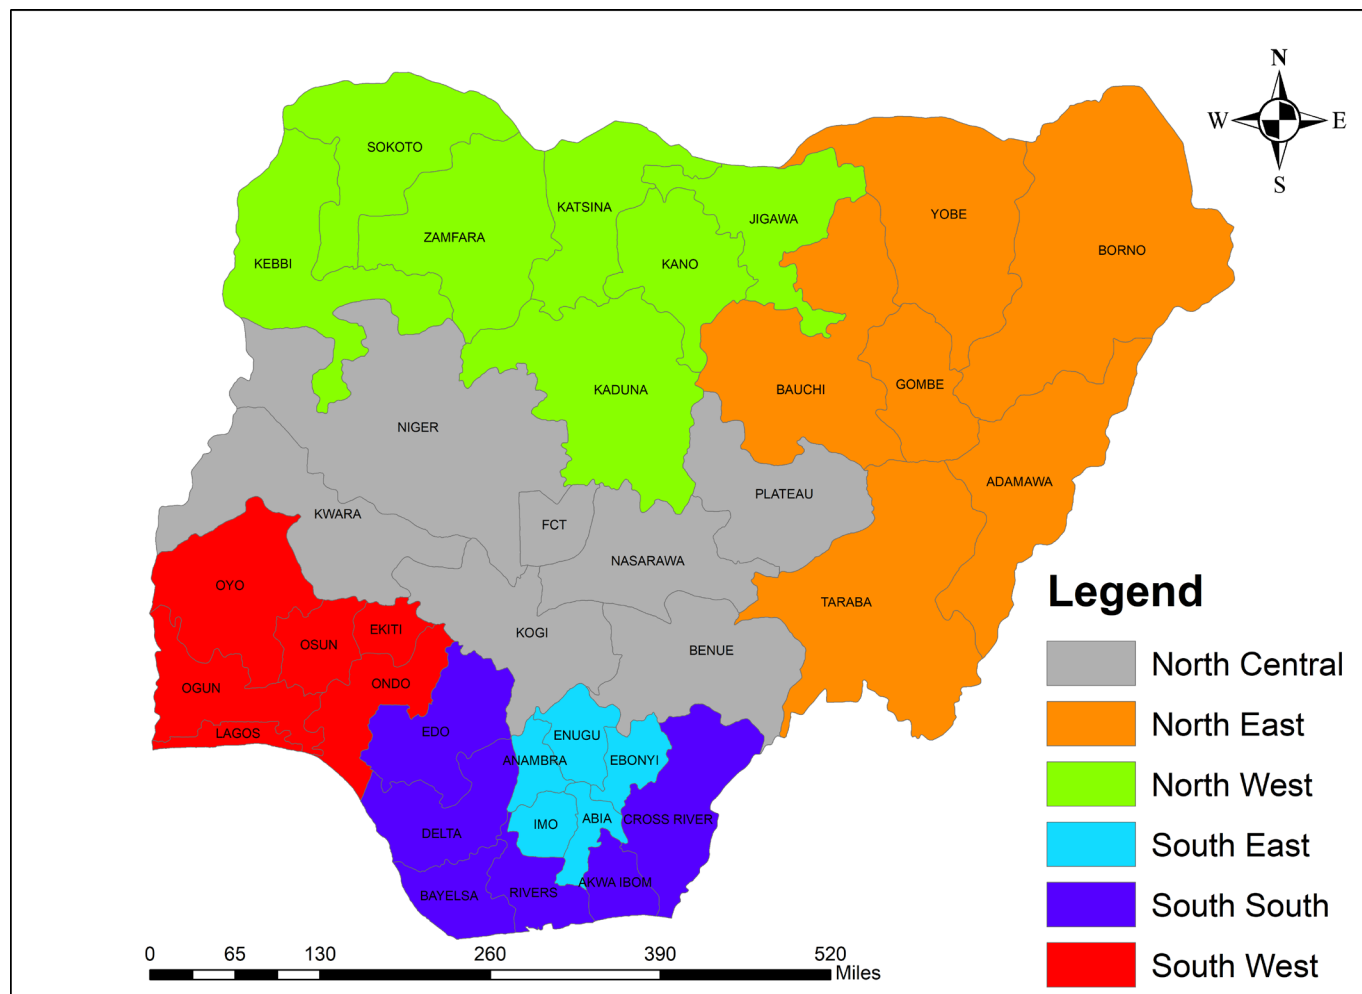 N
W E
S
SOKOTO
KATSINA
JIGAWA
YOBE
ZAMFARA
BORNO
KEBBI
KANO
KADUNA
BAUCHI
GOMBE
NIGER
ADAMAWA
PLATEAU
KWARA
FCT
NASARAWA
OYO
TARABA
OSUN
EKITI
KOGI
BENUE
OGUN
ONDO
LAGOS
EDO
ENUGU
ANAMBRA
EBONYI
IMO
ABIA
CROSS RIVER
DELTA
AKWA IBOM
BAYELSA
RIVERS
Legend
North Central
North East
North West
South East
South South
South West
0 65 130 260 390 520
Miles